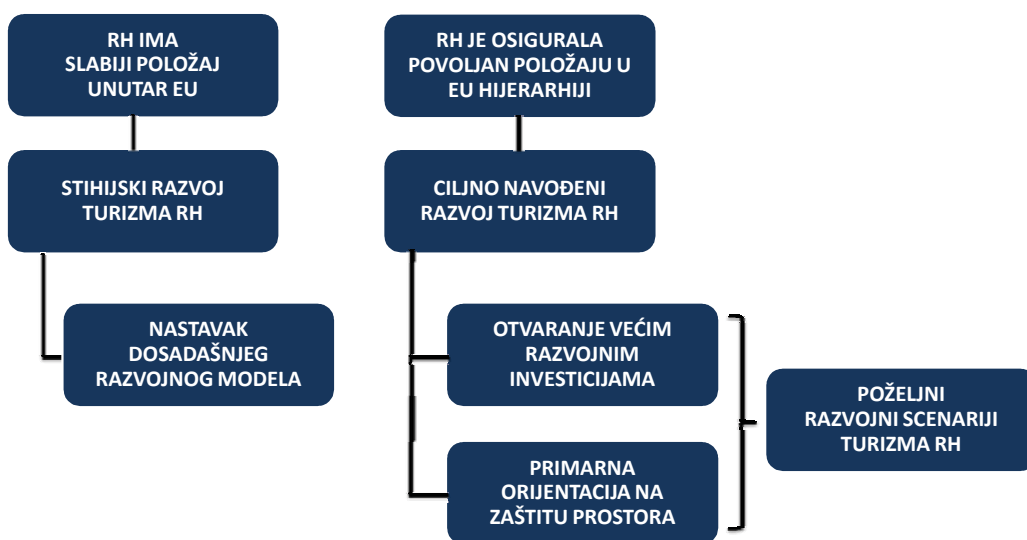 RH IMA
SLABIJI POLOŽAJ
UNUTAR EU
STIHIJSKI RAZVOJ
TURIZMA RH
NASTAVAK
DOSADAŠNJEG
RAZVOJNOG MODELA
RH JE OSIGURALA
POVOLJAN POLOŽAJU U
EU HIJERARHIJI
CILJNO NAVOĐENI
RAZVOJ TURIZMA RH
OTVARANJE VEĆIM
RAZVOJNIM
INVESTICIJAMA
PRIMARNA
ORIJENTACIJA NA
ZAŠTITU PROSTORA
POŽELJNI
RAZVOJNI SCENARIJI
TURIZMA RH